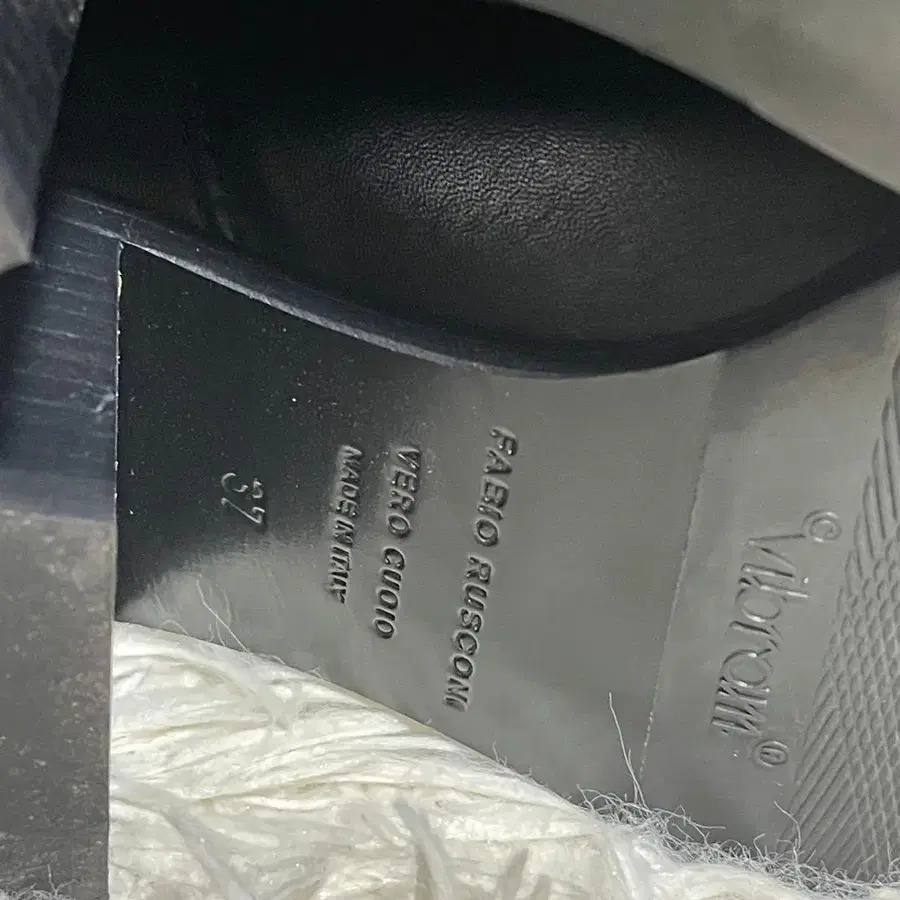 FABIO RUSCONI
VERO CUOIO
MADE IN ITALY
37
vibram